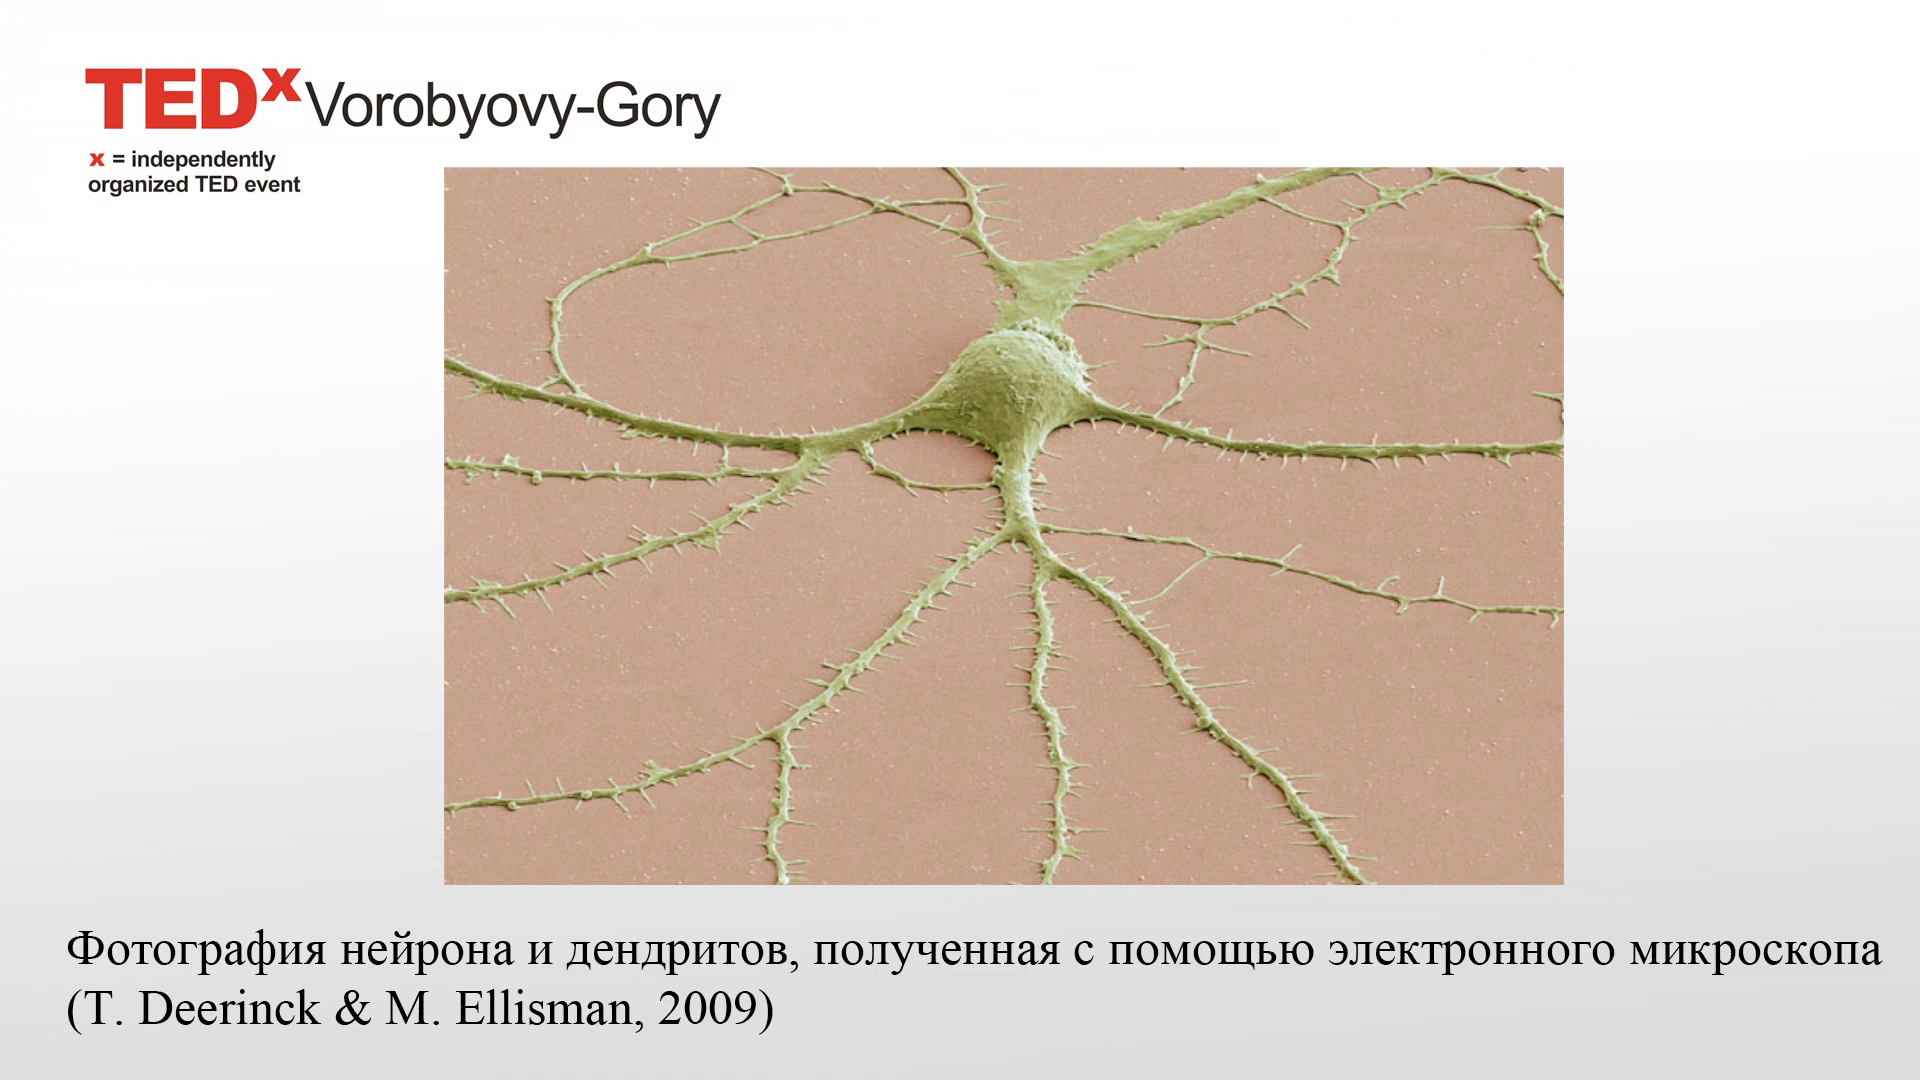 TEDxVorobyovy-Gory
x = independently
organized TED event
Фотография нейрона и дендритов, полученная с помощью электронного микроскопа
(T. Deerinck & M. Ellisman, 2009)